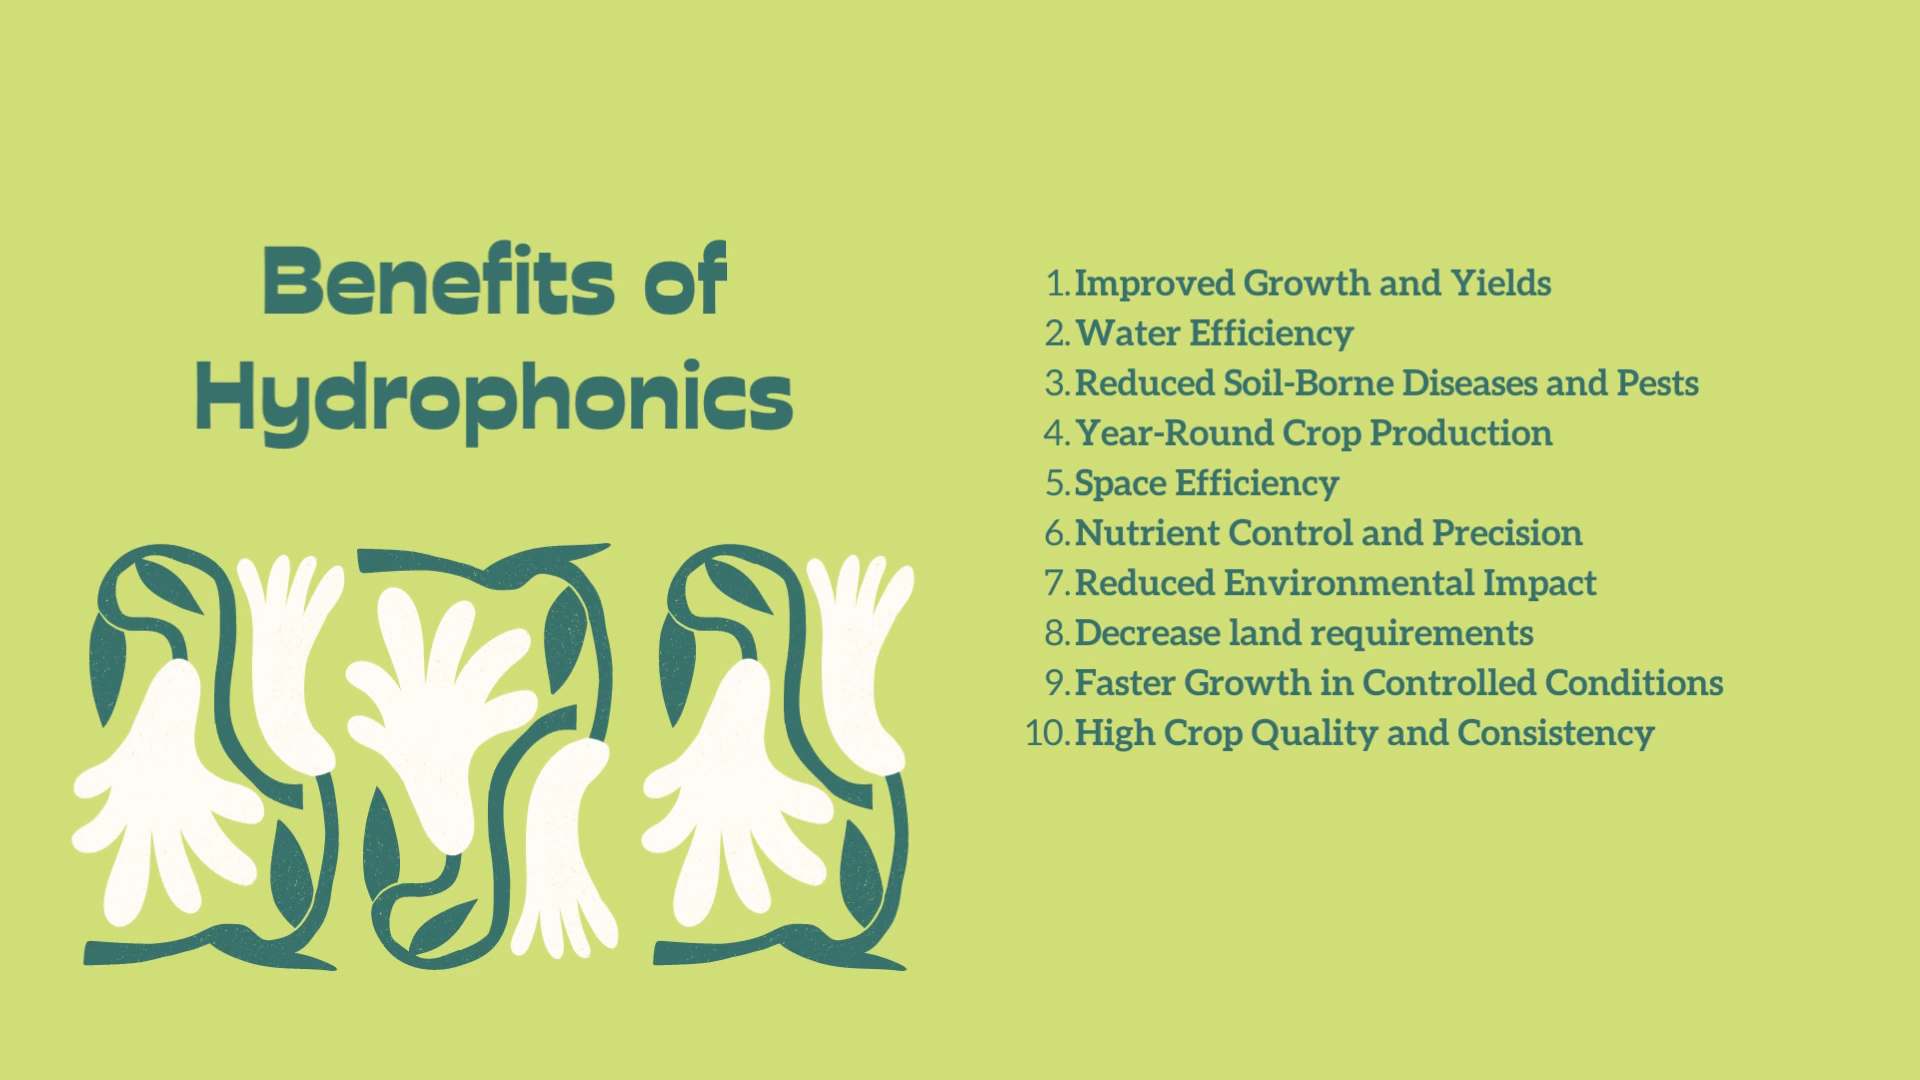 Benefits of
Hydrophonics
1. Improved Growth and Yields
2. Water Efficiency
3. Reduced Soil-Borne Diseases and Pests
4. Year-Round Crop Production
5. Space Efficiency
6. Nutrient Control and Precision
7. Reduced Environmental Impact
8. Decrease land requirements
9. Faster Growth in Controlled Conditions
10. High Crop Quality and Consistency